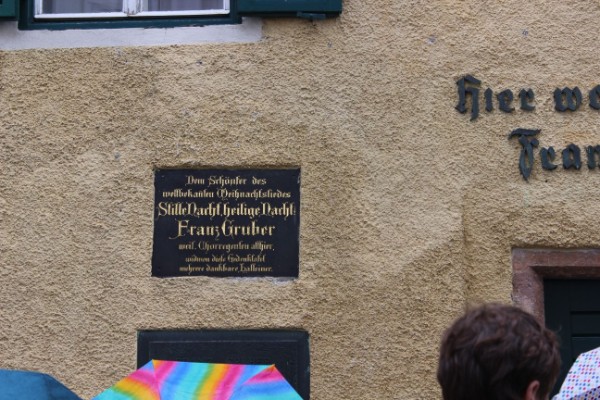 Dem Schöpfer des
weltbekannten Weihnachtsliedes
Stille Nacht, heilige Nacht
Franz Gruber
weil. Chorregenten allhier,
widmen diese Gedenktafel
mehrere dankbare Halleiner.
Hier we
Fran